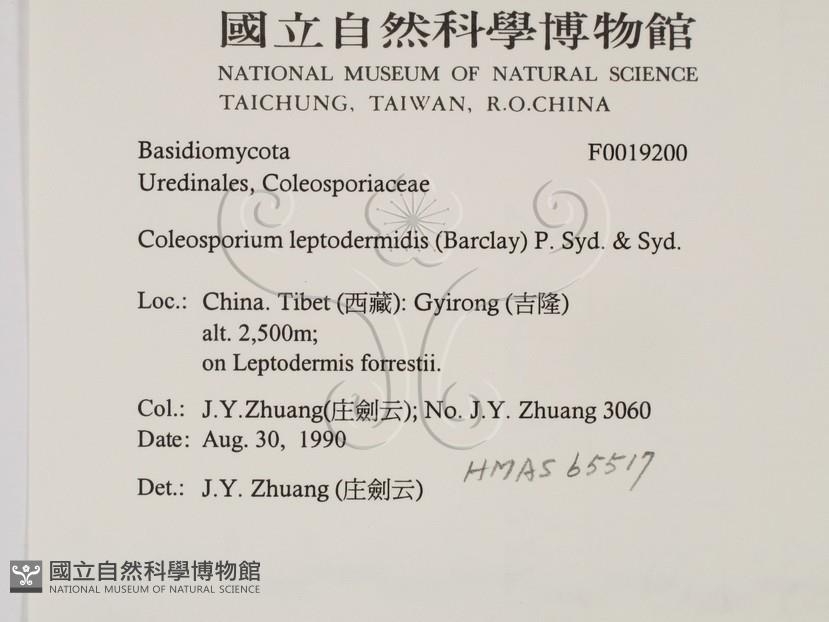 國立自然科學博物館
NATIONAL MUSEUM OF NATURAL SCIENCE
TAICHUNG, TAIWAN, R.O.CHINA
Basidiomycota F0019200
Uredinales, Coleosporiaceae
Coleosporium leptodermidis (Barclay) P. Syd. & Syd.
Loc.: China. Tibet (西藏): Gyirong (吉隆)
alt. 2,500m;
on Leptodermis forrestii.
Col.: J.Y.Zhuang(庄劍云); No. J.Y. Zhuang 3060
Date: Aug. 30, 1990
HMAS 65517
Det.: J.Y. Zhuang (庄劍云)
國立自然科學博物館
NATIONAL MUSEUM OF NATURAL SCIENCE